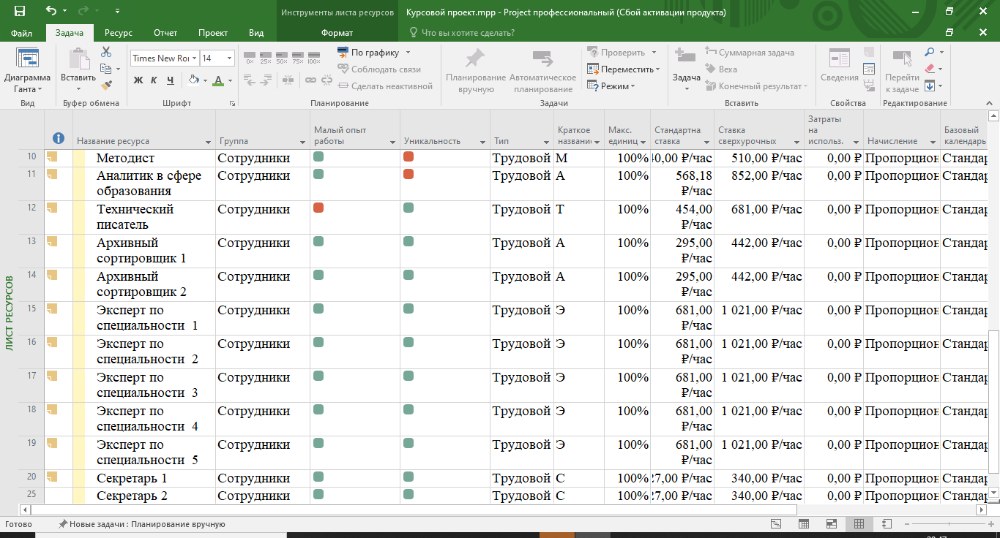 Инструменты листа ресурсов
Курсовой проект.mpp - Project профессиональный (Сбой активации продукта)
Файл Задача Ресурс Отчет Проект Вид Формат Что вы хотите сделать?
Диаграмма Ганта
Вид
Вставить
Буфер обмена
Times New Ro 14
Ж К Ч
Шрифт
0% 25% 50% 75% 100%
По графику
Соблюдать связи
Сделать неактивной
Планирование
Планирование вручную
Автоматическое планирование
Проверить
Переместить
Режим
Задачи
Задача
Суммарная задача
Веха
Конечный результат
Вставить
Сведения
Свойства
Перейти к задаче
Редактирование
ЛИСТ РЕСУРСОВ
Название ресурса Группа Малый опыт работы Уникальность Тип Краткое названи Макс. единиц Стандартна ставка Ставка сверхурочных Затраты на использ. Начисление Базовый календарь
10 Методист Сотрудники Трудовой М 100% 0,00 ₽/час 510,00 ₽/час 0,00 ₽ Пропорцион Стандар
11 Аналитик в сфере образования Сотрудники Трудовой А 100% 568,18 ₽/час 852,00 ₽/час 0,00 ₽ Пропорцион Стандар
12 Технический писатель Сотрудники Трудовой Т 100% 454,00 ₽/час 681,00 ₽/час 0,00 ₽ Пропорцион Стандар
13 Архивный сортировщик 1 Сотрудники Трудовой А 100% 295,00 ₽/час 442,00 ₽/час 0,00 ₽ Пропорцион Стандар
14 Архивный сортировщик 2 Сотрудники Трудовой А 100% 295,00 ₽/час 442,00 ₽/час 0,00 ₽ Пропорцион Стандар
15 Эксперт по специальности 1 Сотрудники Трудовой Э 100% 681,00 ₽/час 1 021,00 ₽/час 0,00 ₽ Пропорцион Стандар
16 Эксперт по специальности 2 Сотрудники Трудовой Э 100% 681,00 ₽/час 1 021,00 ₽/час 0,00 ₽ Пропорцион Стандар
17 Эксперт по специальности 3 Сотрудники Трудовой Э 100% 681,00 ₽/час 1 021,00 ₽/час 0,00 ₽ Пропорцион Стандар
18 Эксперт по специальности 4 Сотрудники Трудовой Э 100% 681,00 ₽/час 1 021,00 ₽/час 0,00 ₽ Пропорцион Стандар
19 Эксперт по специальности 5 Сотрудники Трудовой Э 100% 681,00 ₽/час 1 021,00 ₽/час 0,00 ₽ Пропорцион Стандар
20 Секретарь 1 Сотрудники Трудовой С 100% 27,00 ₽/час 340,00 ₽/час 0,00 ₽ Пропорцион Стандар
25 Секретарь 2 Сотрудники Трудовой С 100% 27,00 ₽/час 340,00 ₽/час 0,00 ₽ Пропорцион Стандар
Готово Новые задачи : Планирование вручную